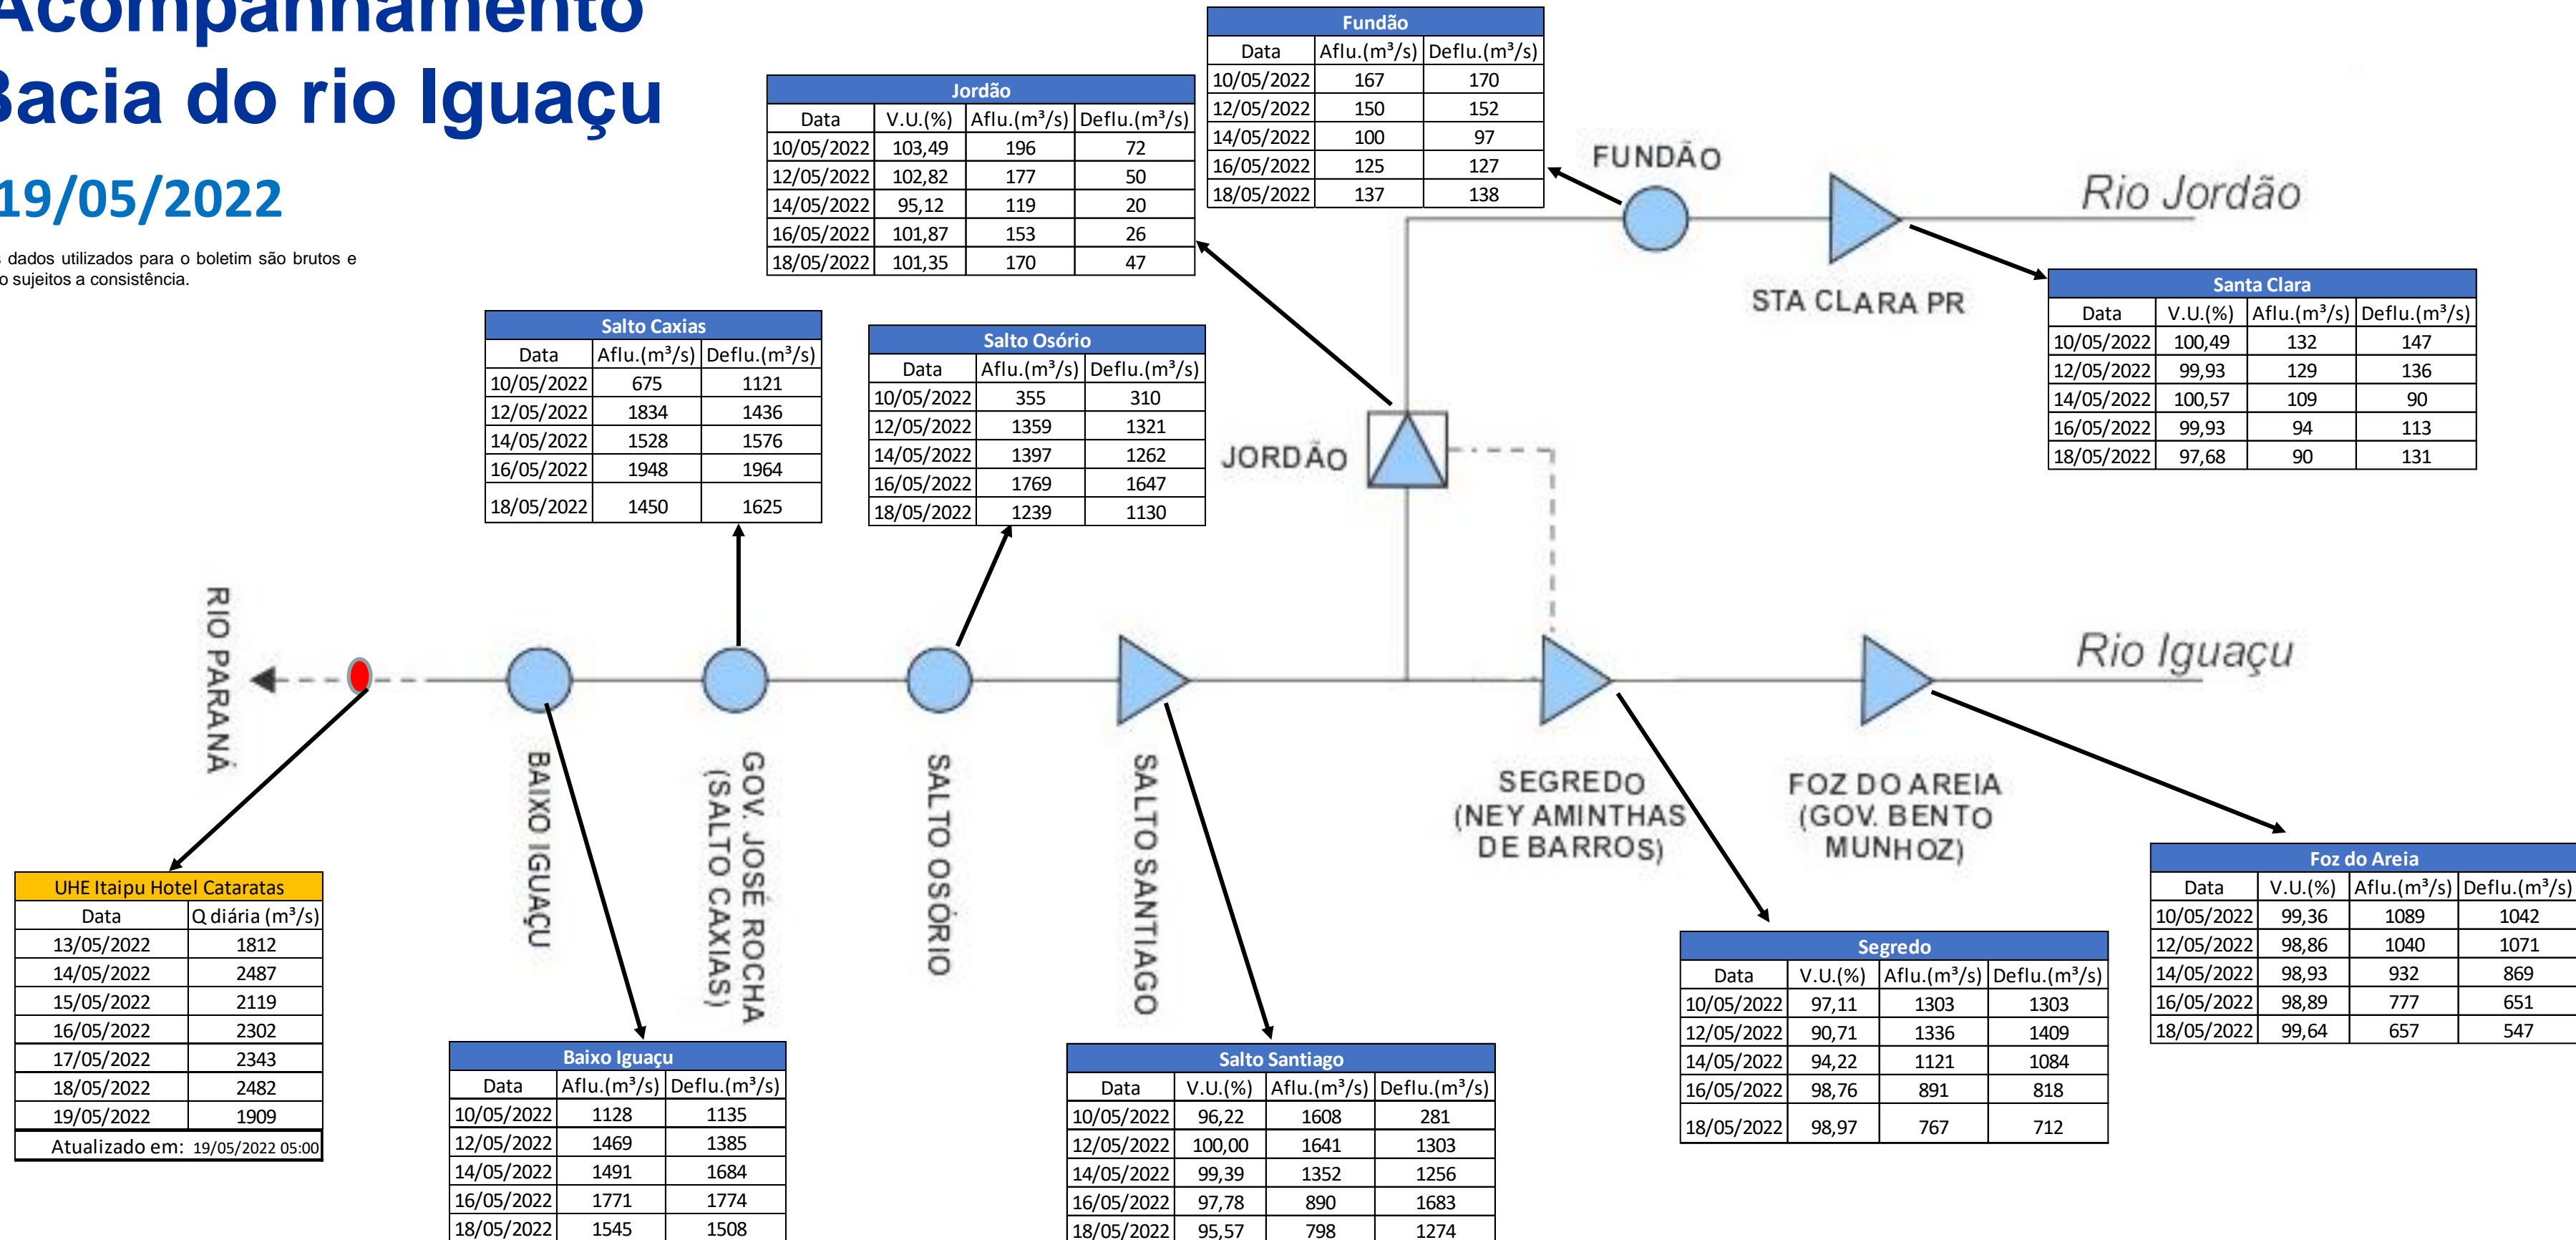 Acompanhamento
Bacia do rio Iguaçu
19/05/2022
dados utilizados para o boletim são brutos e
sujeitos a consistência.
Fundão
Data Aflu.(m³/s) Deflu.(m³/s)
10/05/2022 167 170
12/05/2022 150 152
14/05/2022 100 97
16/05/2022 125 127
18/05/2022 137 138
Jordão
Data V.U.(%) Aflu.(m³/s) Deflu.(m³/s)
10/05/2022 103,49 196 72
12/05/2022 102,82 177 50
14/05/2022 95,12 119 20
16/05/2022 101,87 153 26
18/05/2022 101,35 170 47
FUNDÃO
Rio Jordão
STA CLARA PR
Santa Clara
Data V.U.(%) Aflu.(m³/s) Deflu.(m³/s)
10/05/2022 100,49 132 147
12/05/2022 99,93 129 136
14/05/2022 100,57 109 90
16/05/2022 99,93 94 113
18/05/2022 97,68 90 131
Salto Caxias
Data Aflu.(m³/s) Deflu.(m³/s)
10/05/2022 675 1121
12/05/2022 1834 1436
14/05/2022 1528 1576
16/05/2022 1948 1964
18/05/2022 1450 1625
Salto Osório
Data Aflu.(m³/s) Deflu.(m³/s)
10/05/2022 355 310
12/05/2022 1359 1321
14/05/2022 1397 1262
16/05/2022 1769 1647
18/05/2022 1239 1130
JORDÃO
Rio Iguaçu
RIO PARANÁ
BAIXO IGUAÇU
GOV. JOSÉ ROCHA
(SALTO CAXIAS)
SALTO OSÓRIO
SALTO SANTIAGO
SEGREDO
(NEY AMINTHAS
DE BARROS)
FOZ DO AREIA
(GOV. BENTO
MUNHOZ)
UHE Itaipu Hotel Cataratas
Data Q diária (m³/s)
13/05/2022 1812
14/05/2022 2487
15/05/2022 2119
16/05/2022 2302
17/05/2022 2343
18/05/2022 2482
19/05/2022 1909
Atualizado em: 19/05/2022 05:00
Baixo Iguaçu
Data Aflu.(m³/s) Deflu.(m³/s)
10/05/2022 1128 1135
12/05/2022 1469 1385
14/05/2022 1491 1684
16/05/2022 1771 1774
18/05/2022 1545 1508
Salto Santiago
Data V.U.(%) Aflu.(m³/s) Deflu.(m³/s)
10/05/2022 96,22 1608 281
12/05/2022 100,00 1641 1303
14/05/2022 99,39 1352 1256
16/05/2022 97,78 890 1683
18/05/2022 95,57 798 1274
Segredo
Data V.U.(%) Aflu.(m³/s) Deflu.(m³/s)
10/05/2022 97,11 1303 1303
12/05/2022 90,71 1336 1409
14/05/2022 94,22 1121 1084
16/05/2022 98,76 891 818
18/05/2022 98,97 767 712
Foz do Areia
Data V.U.(%) Aflu.(m³/s) Deflu.(m³/s)
10/05/2022 99,36 1089 1042
12/05/2022 98,86 1040 1071
14/05/2022 98,93 932 869
16/05/2022 98,89 777 651
18/05/2022 99,64 657 547